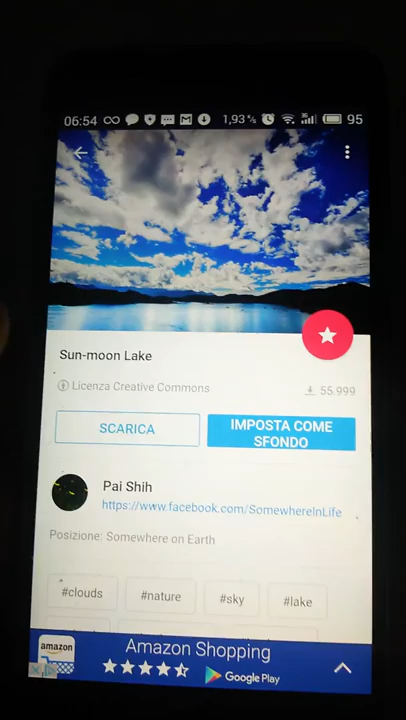 06:54 1,93 K/s 3G 95
Sun-moon Lake
Licenza Creative Commons 55.999
SCARICA
IMPOSTA COME
SFONDO
Pai Shih
https://www.facebook.com/SomewhereInLife
Posizione: Somewhere on Earth
#clouds #nature #sky #lake
amazon
Amazon Shopping
Google Play